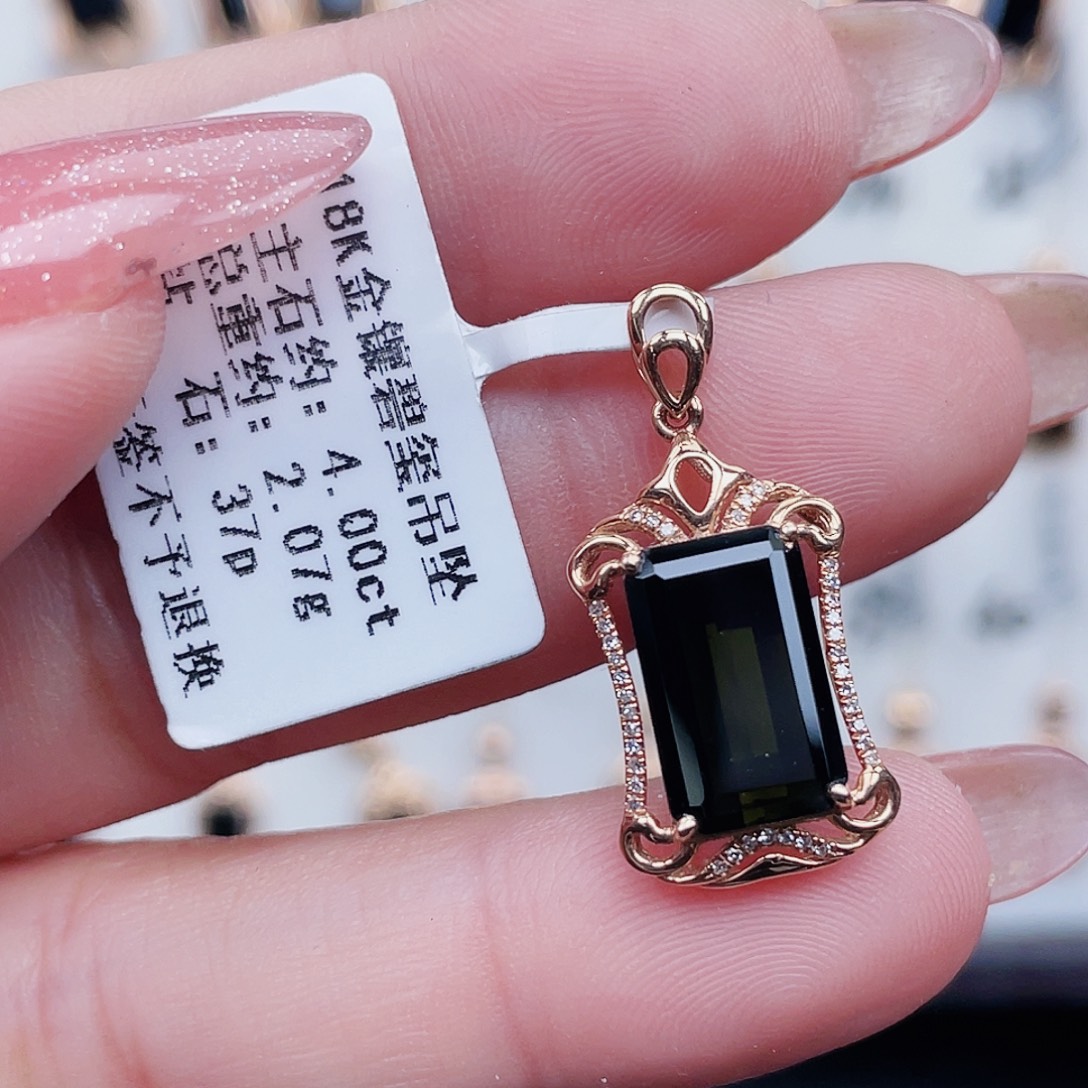 18K金镶碧玺吊坠
主石约: 4.00ct
总重约: 2.07g
石: 37p
签不予退换